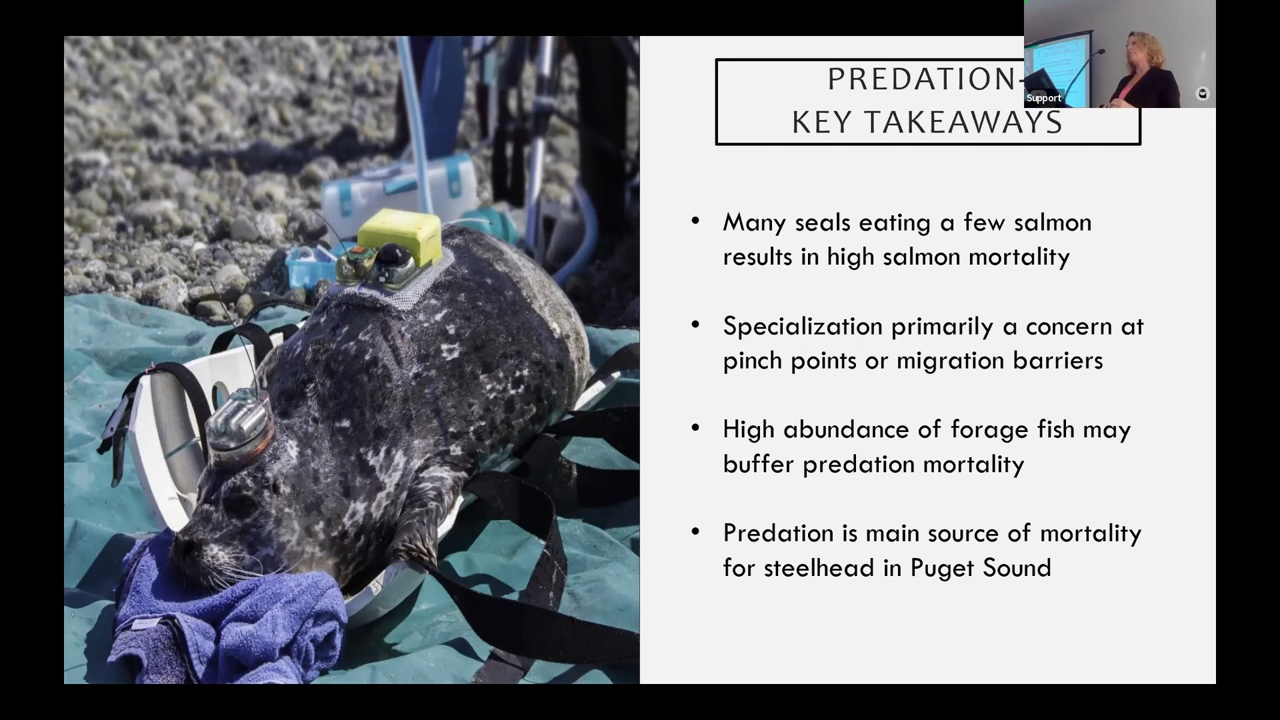 PREDATION-
KEY TAKEAWAYS
Support
• Many seals eating a few salmon
results in high salmon mortality
• Specialization primarily a concern at
pinch points or migration barriers
• High abundance of forage fish may
buffer predation mortality
• Predation is main source of mortality
for steelhead in Puget Sound